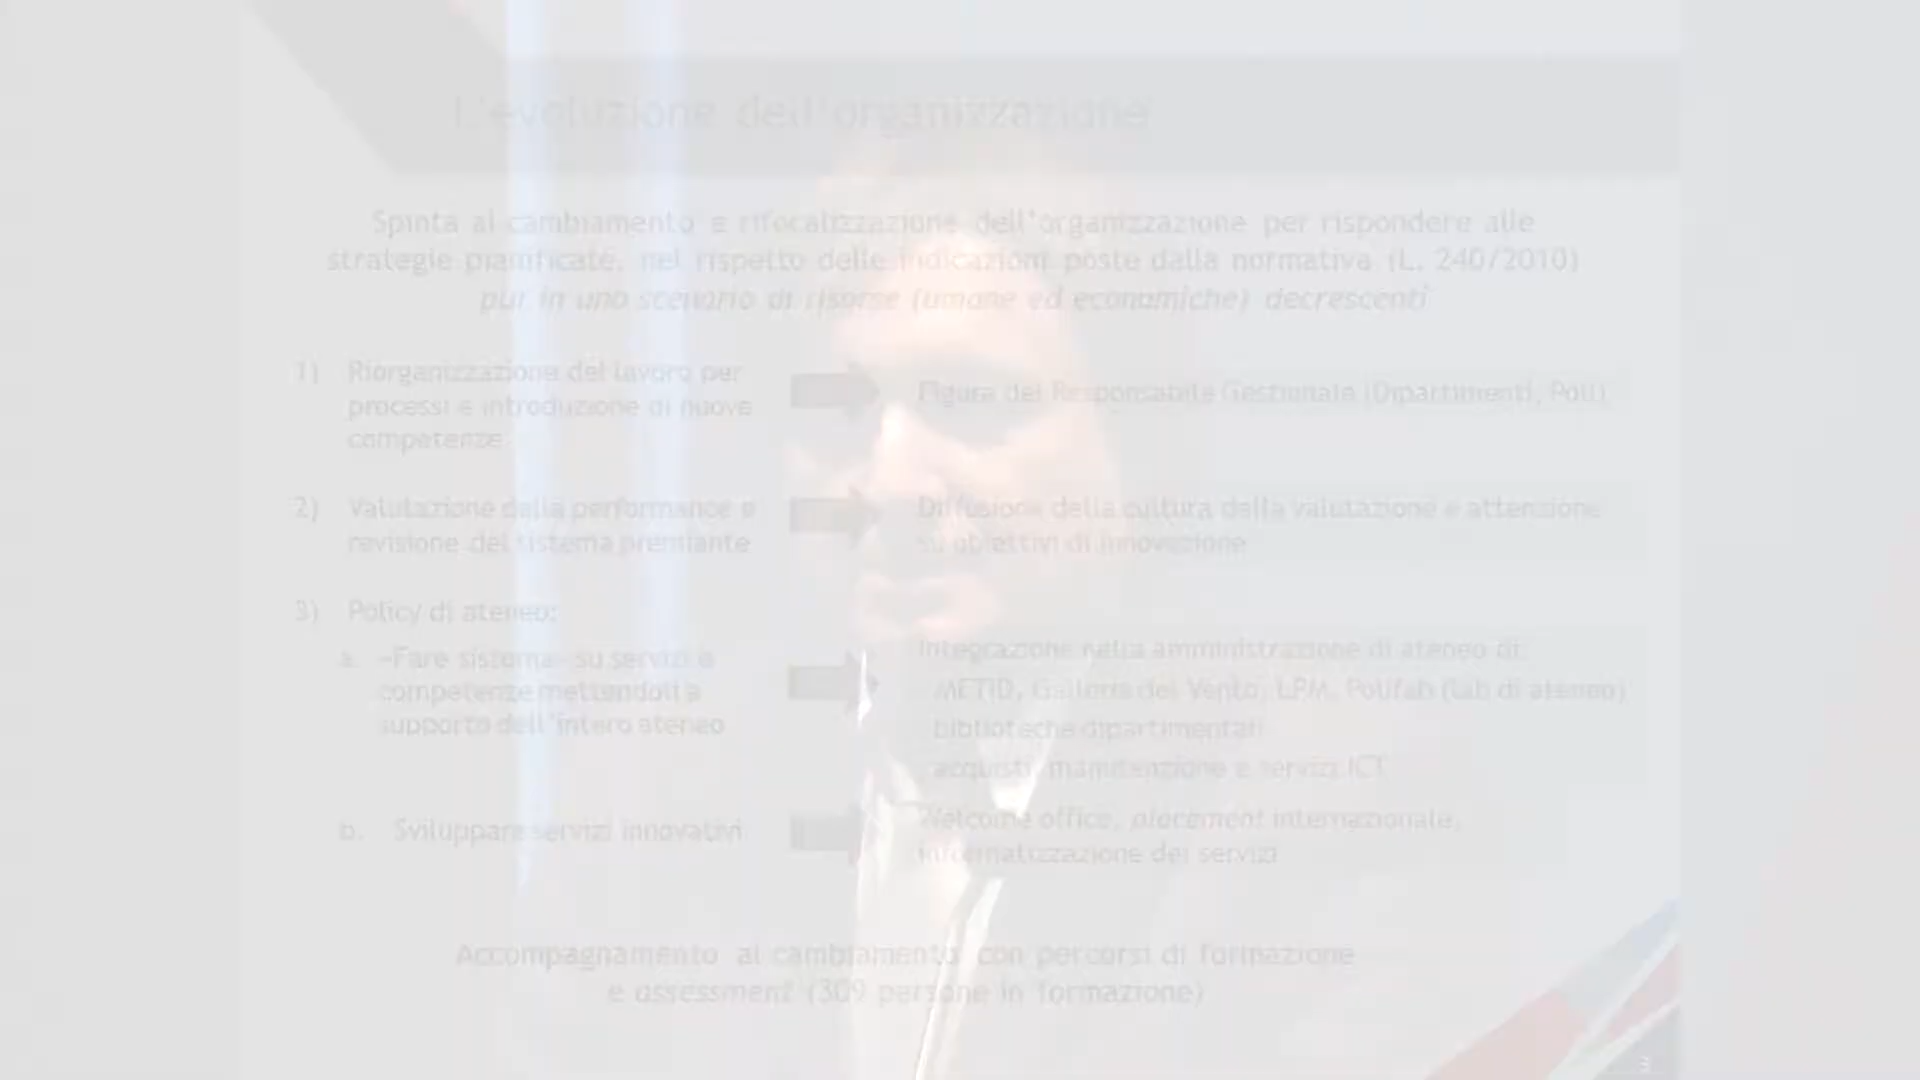 L'evoluzione dell'organizzazione
Spinta al cambiamento e rifocalizzazione dell'organizzazione per rispondere alle
strategie pianificate, nel rispetto delle indicazioni poste dalla normativa (L. 240/2010)
pur in uno scenario di risorse (umane ed economiche) decrescenti
1) Riorganizzazione del lavoro per
processi e introduzione di nuove
competenze
Figura del Responsabile Gestionale (Dipartimenti, Poli)
2) Valutazione della performance e
revisione del sistema premiante
Diffusione della cultura della valutazione e attenzione
su obiettivi di innovazione
3) Policy di ateneo:
a. «Fare sistema» su servizi e
competenze mettendoli a
supporto dell'intero ateneo
Integrazione nella amministrazione di ateneo di:
METID, Galleria del Vento, LPM, Polifab (lab di ateneo)
biblioteche dipartimentali
acquisti, manutenzione e servizi ICT
b. Sviluppare servizi innovativi
Welcome office, placement internazionale,
informatizzazione dei servizi
Accompagnamento al cambiamento con percorsi di formazione
e assessment (309 persone in formazione)
3